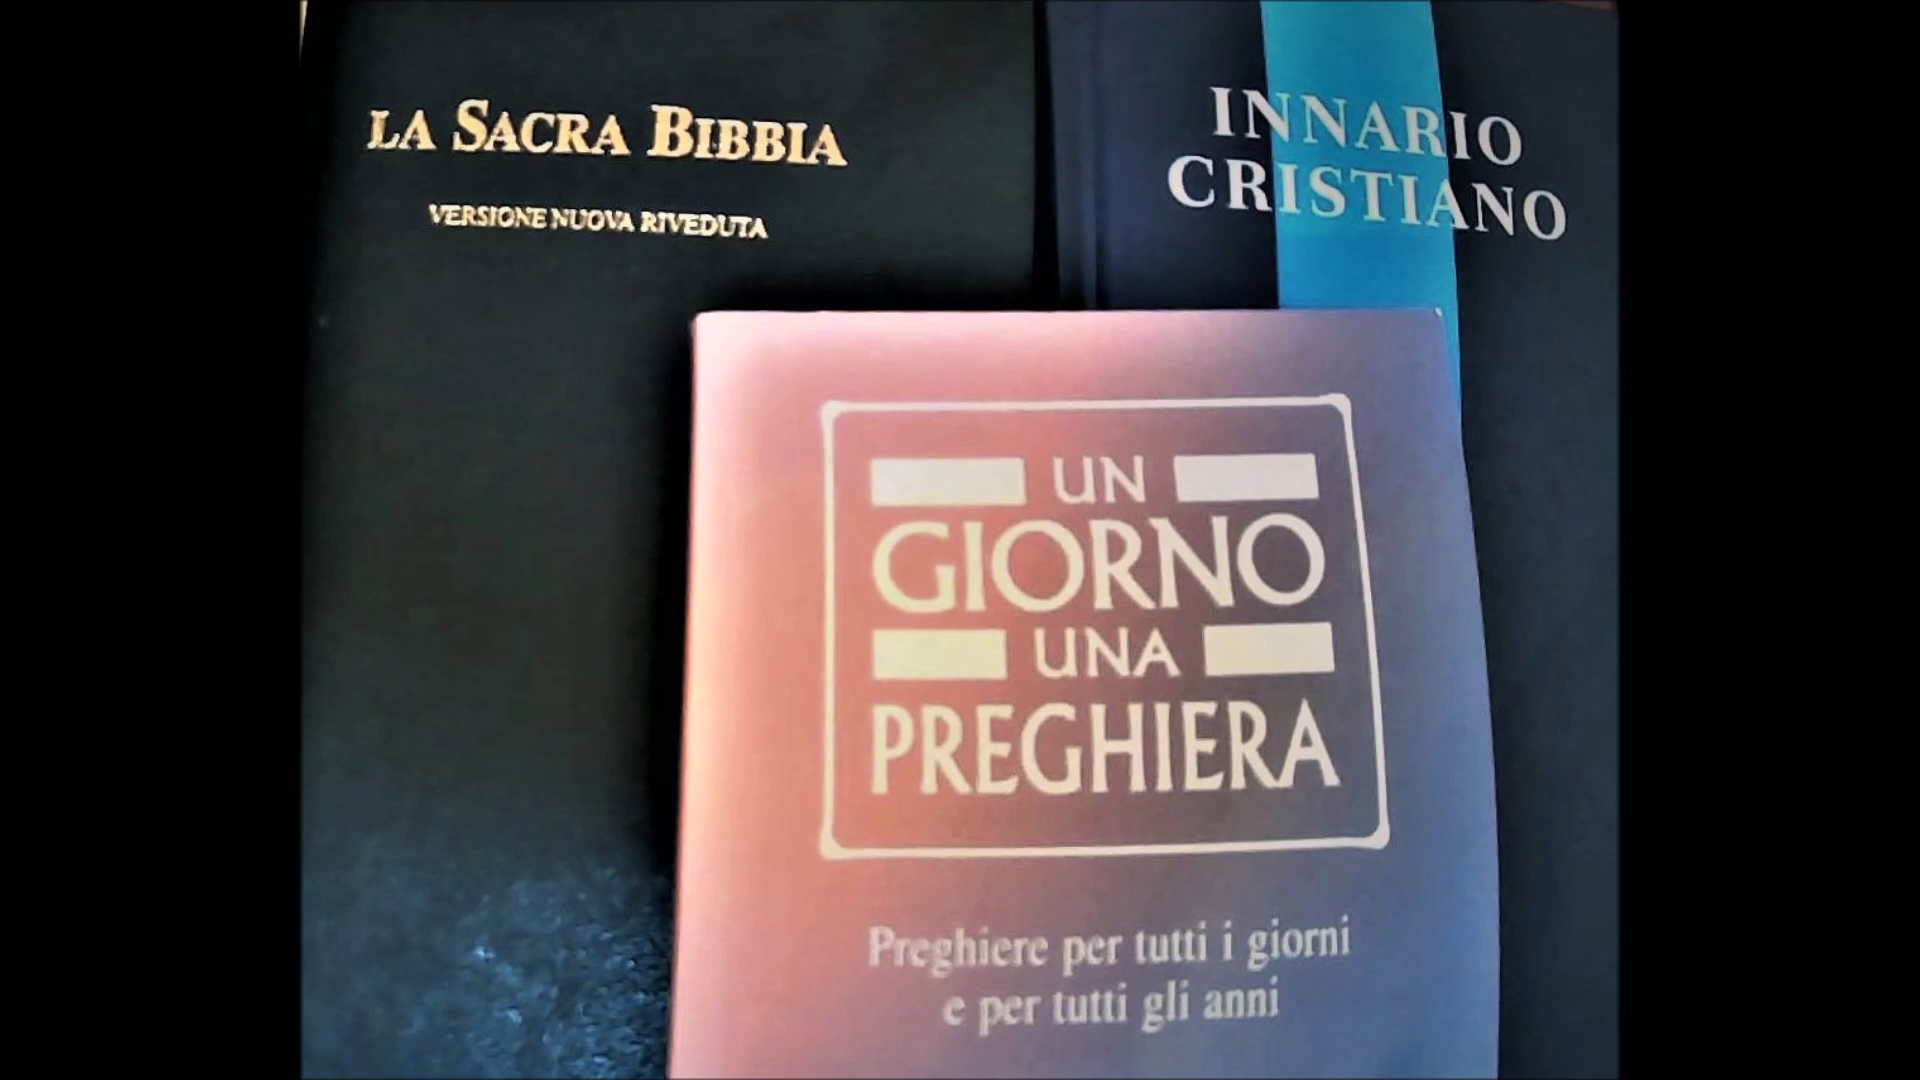 LA SACRA BIBBIA
VERSIONE NUOVA RIVEDUTA
INNARIO
CRISTIANO
UN
GIORNO
UNA
PREGHIERA
Preghiere per tutti i giorni
e per tutti gli anni